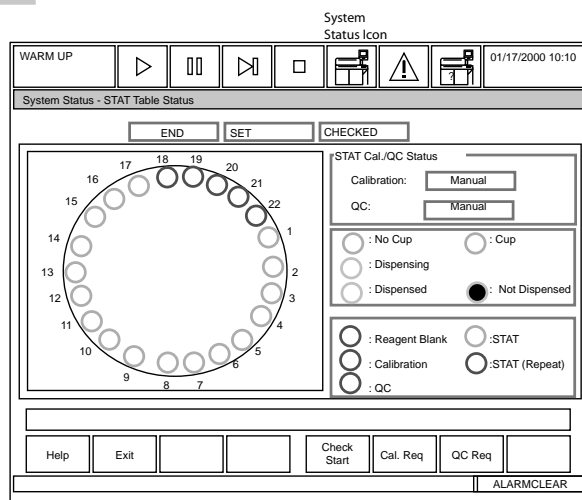 System
Status Icon
WARM UP
?
01/17/2000 10:10
System Status - STAT Table Status
END
SET
CHECKED
18
19
17
20
16
21
15
22
14
1
13
2
12
3
11
4
10
5
9
6
8
7
STAT Cal./QC Status
Calibration:
Manual
QC:
Manual
: No Cup
: Cup
: Dispensing
: Dispensed
: Not Dispensed
: Reagent Blank
:STAT
: Calibration
:STAT (Repeat)
: QC
Help
Exit
Check
Start
Cal. Req
QC Req
ALARMCLEAR